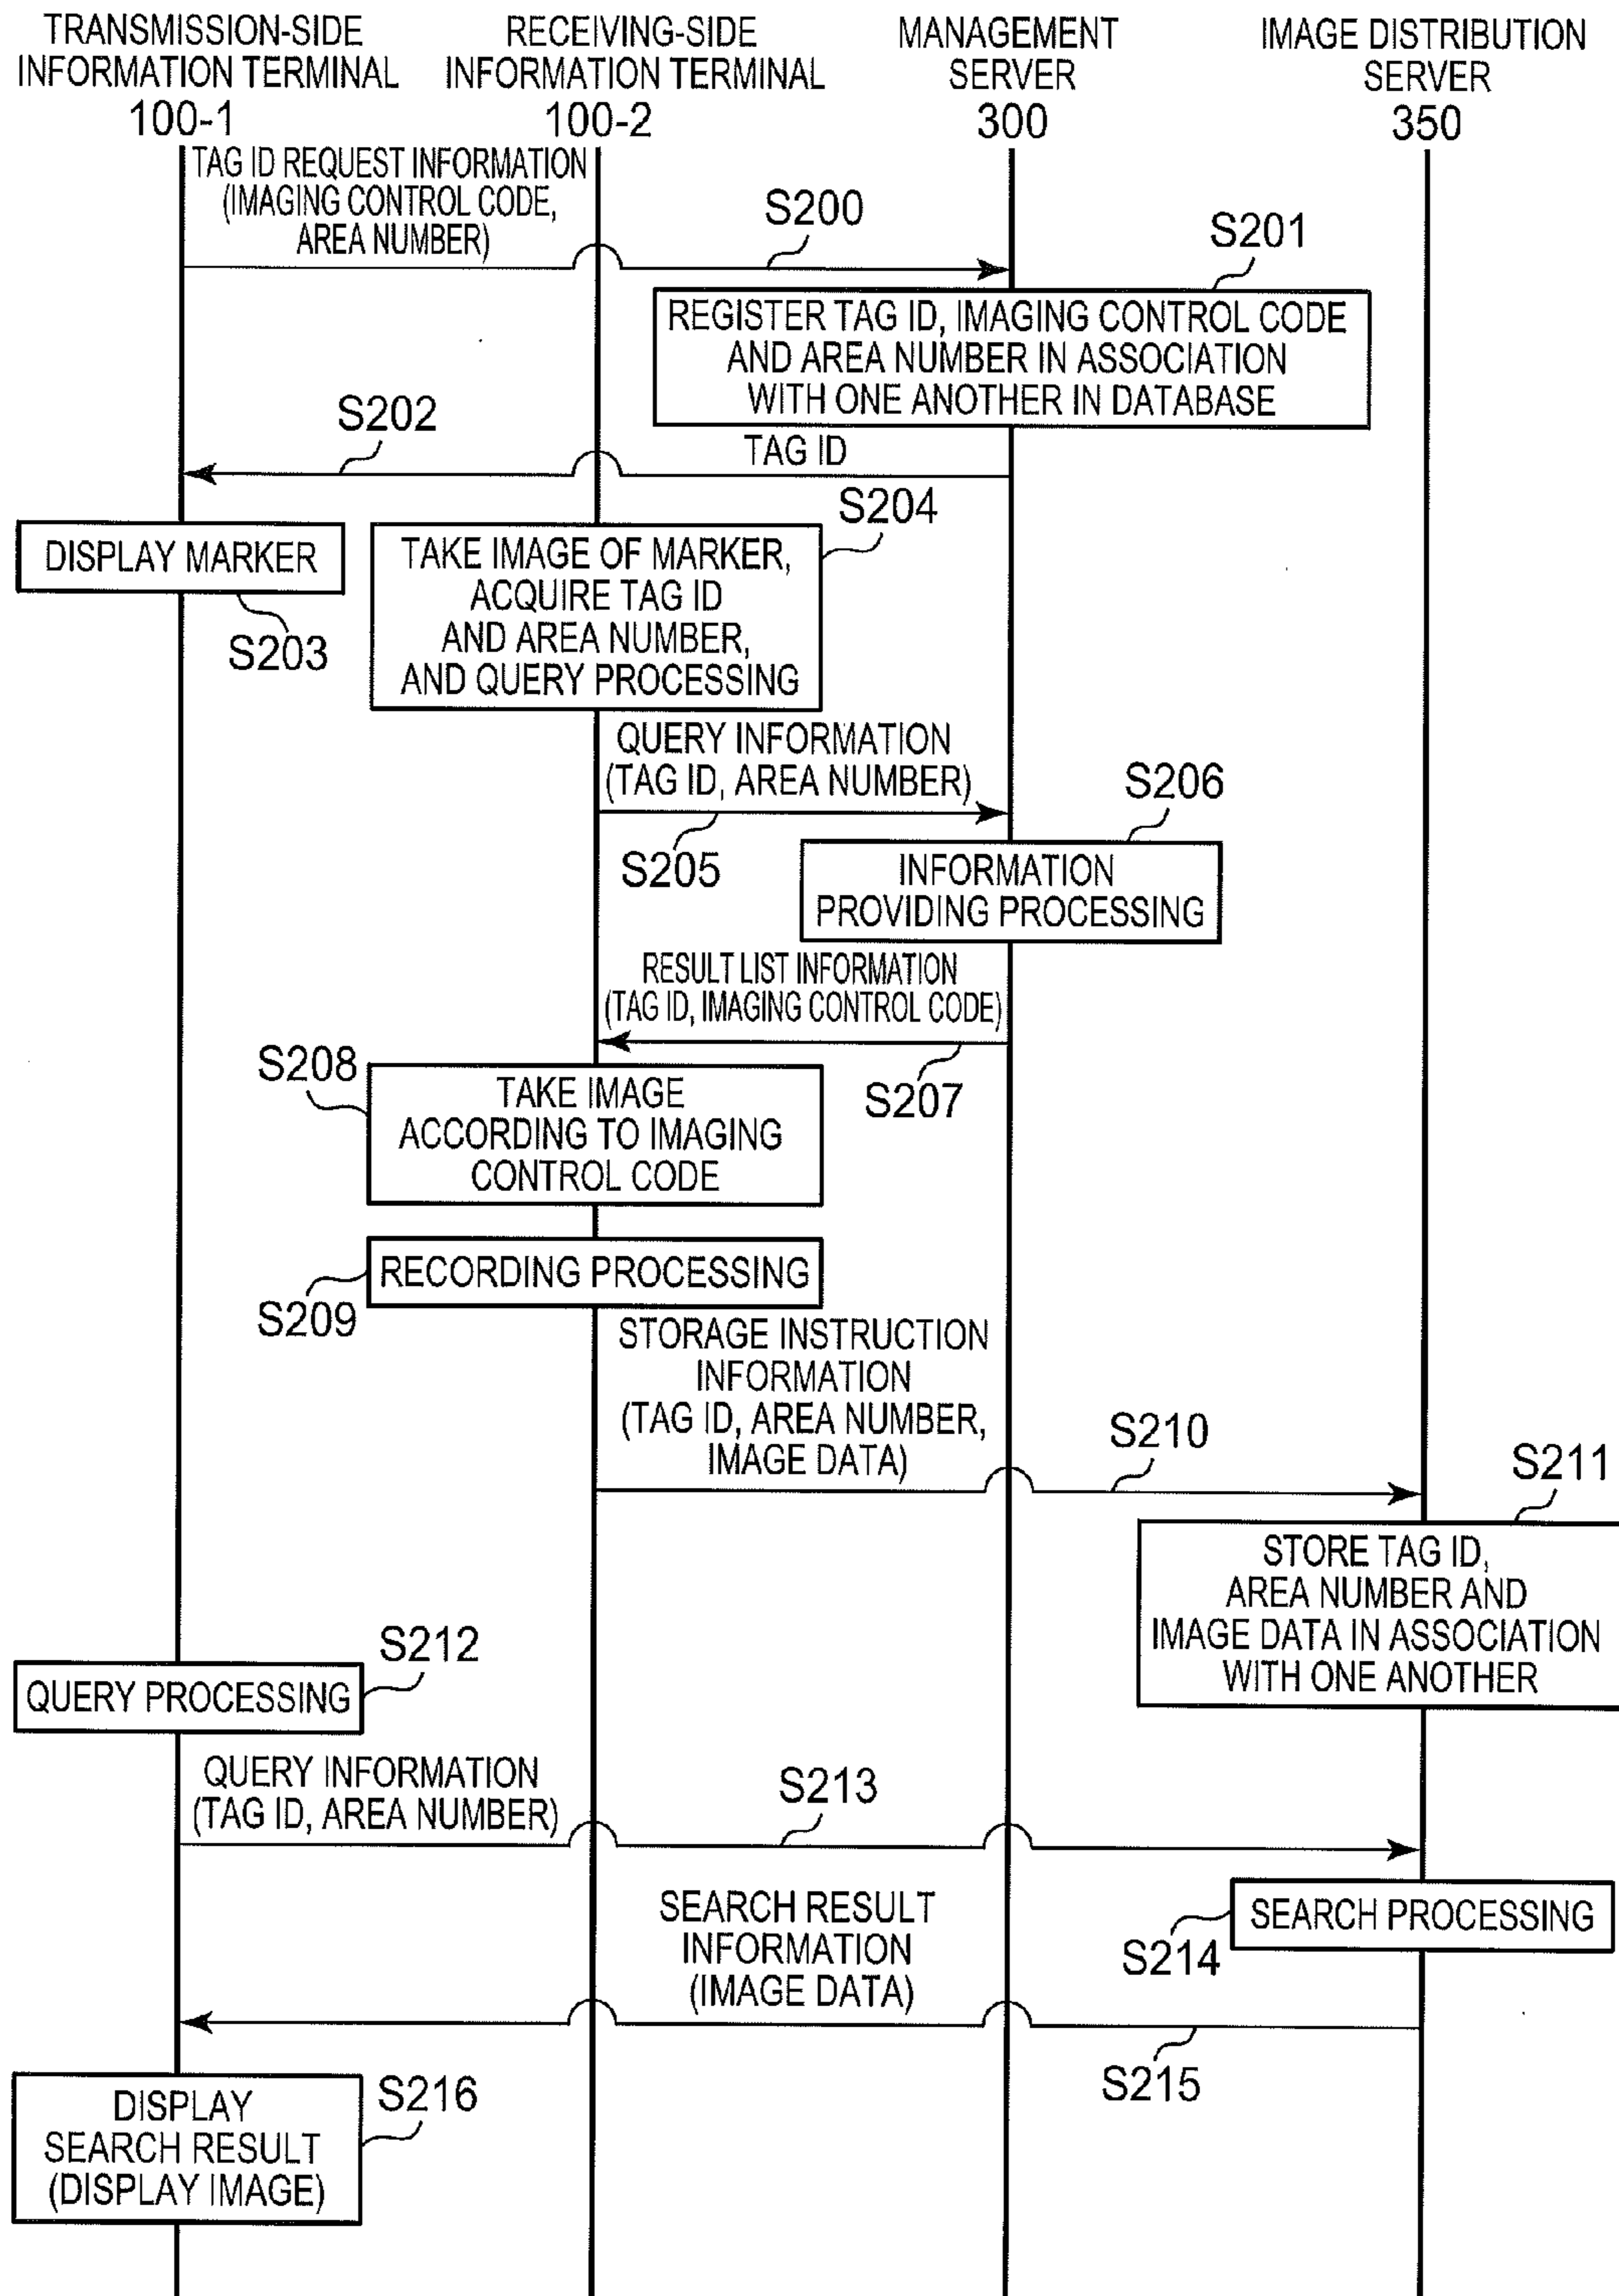 TRANSMISSION-SIDE
INFORMATION TERMINAL
100-1
RECEIVING-SIDE
INFORMATION TERMINAL
100-2
MANAGEMENT
SERVER
300
IMAGE DISTRIBUTION
SERVER
350
TAG ID REQUEST INFORMATION
(IMAGING CONTROL CODE,
AREA NUMBER)
S200
S201
REGISTER TAG ID, IMAGING CONTROL CODE
AND AREA NUMBER IN ASSOCIATION
WITH ONE ANOTHER IN DATABASE
S202
TAG ID
DISPLAY MARKER
S203
S204
TAKE IMAGE OF MARKER,
ACQUIRE TAG ID
AND AREA NUMBER,
AND QUERY PROCESSING
QUERY INFORMATION
(TAG ID, AREA NUMBER)
S205
S206
INFORMATION
PROVIDING PROCESSING
RESULT LIST INFORMATION
(TAG ID, IMAGING CONTROL CODE)
S207
S208
TAKE IMAGE
ACCORDING TO IMAGING
CONTROL CODE
RECORDING PROCESSING
S209
STORAGE INSTRUCTION
INFORMATION
(TAG ID, AREA NUMBER,
IMAGE DATA)
S210
S211
STORE TAG ID,
AREA NUMBER AND
IMAGE DATA IN ASSOCIATION
WITH ONE ANOTHER
S212
QUERY PROCESSING
QUERY INFORMATION
(TAG ID, AREA NUMBER)
S213
SEARCH PROCESSING
S214
SEARCH RESULT
INFORMATION
(IMAGE DATA)
S215
DISPLAY
SEARCH RESULT
(DISPLAY IMAGE)
S216